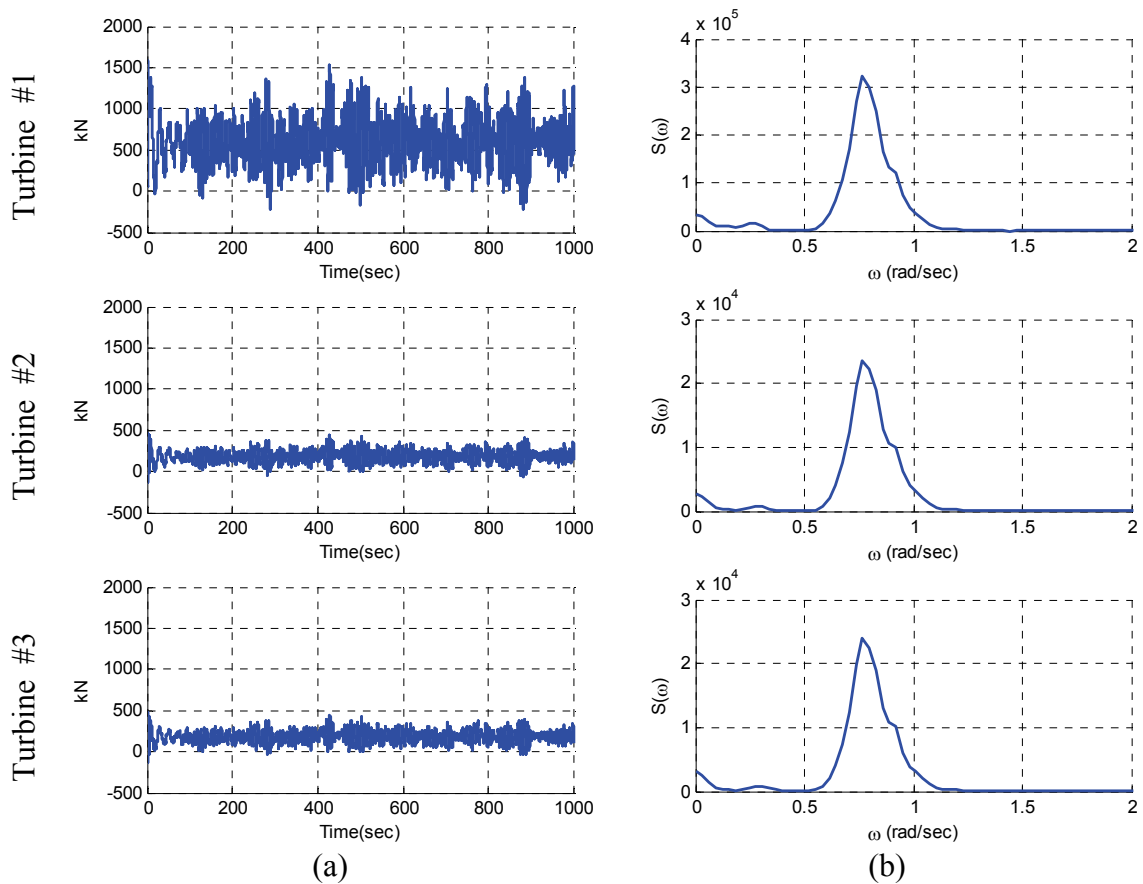 Turbine #1
2000
1500
1000
500
0
-500
kN
0 200 400 600 800 1000
Time(sec)
x 10^5
4
3
2
1
0
S(ω)
0 0.5 1 1.5 2
ω (rad/sec)
Turbine #2
2000
1500
1000
500
0
-500
kN
0 200 400 600 800 1000
Time(sec)
x 10^4
3
2
1
0
S(ω)
0 0.5 1 1.5 2
ω (rad/sec)
Turbine #3
2000
1500
1000
500
0
-500
kN
0 200 400 600 800 1000
Time(sec)
x 10^4
3
2
1
0
S(ω)
0 0.5 1 1.5 2
ω (rad/sec)
(a)
(b)